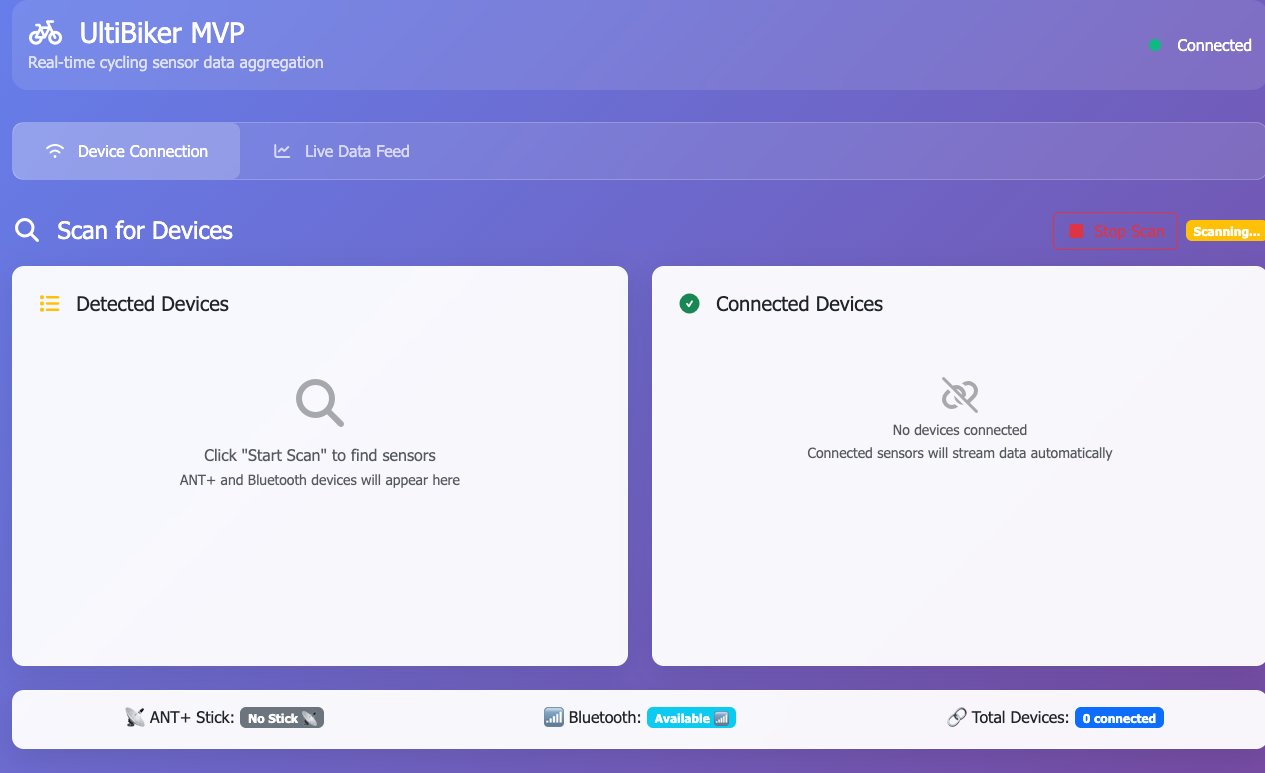 UltiBiker MVP
Real-time cycling sensor data aggregation
Connected
Device Connection
Live Data Feed
Scan for Devices
Stop Scan
Scanning...
Detected Devices
Click "Start Scan" to find sensors
ANT+ and Bluetooth devices will appear here
Connected Devices
No devices connected
Connected sensors will stream data automatically
ANT+ Stick: No Stick
Bluetooth: Available
Total Devices: 0 connected